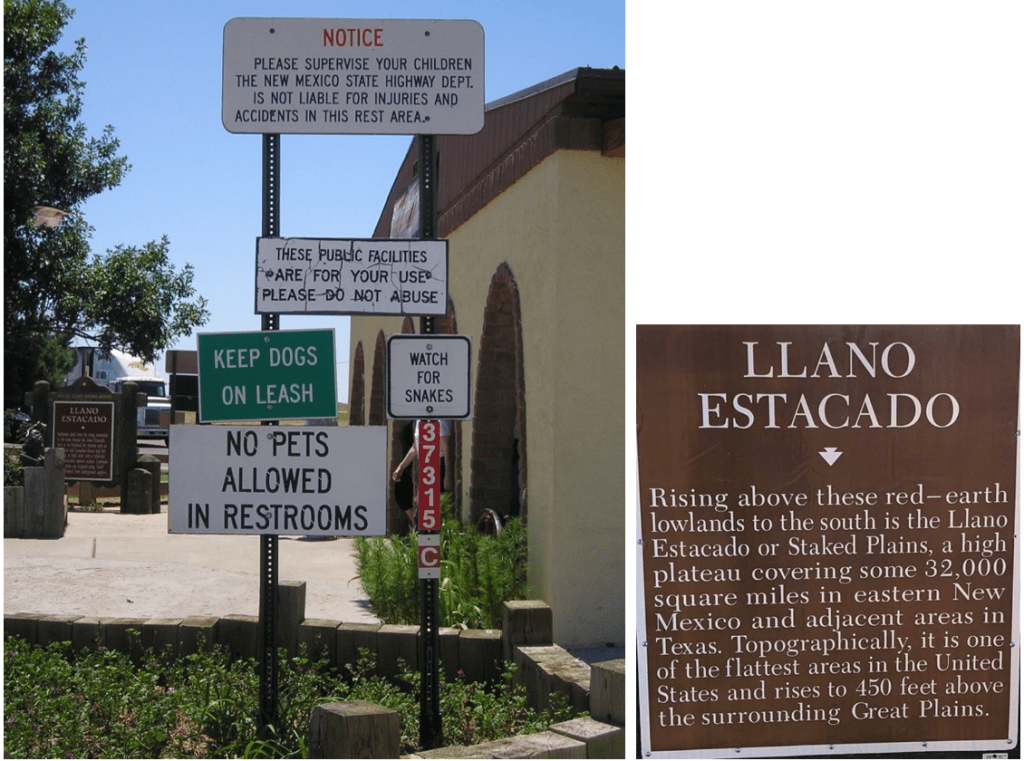 NOTICE
PLEASE SUPERVISE YOUR CHILDREN
THE NEW MEXICO STATE HIGHWAY DEPT.
IS NOT LIABLE FOR INJURIES AND
ACCIDENTS IN THIS REST AREA.
THESE PUBLIC FACILITIES
ARE FOR YOUR USE
PLEASE DO NOT ABUSE
KEEP DOGS
ON LEASH
WATCH
FOR
SNAKES
NO PETS
ALLOWED
IN RESTROOMS
37315
C
LLANO
ESTACADO
LLANO
ESTACADO
Rising above these red–earth
lowlands to the south is the Llano
Estacado or Staked Plains, a high
plateau covering some 32,000
square miles in eastern New
Mexico and adjacent areas in
Texas. Topographically, it is one
of the flattest areas in the United
States and rises to 450 feet above
the surrounding Great Plains.